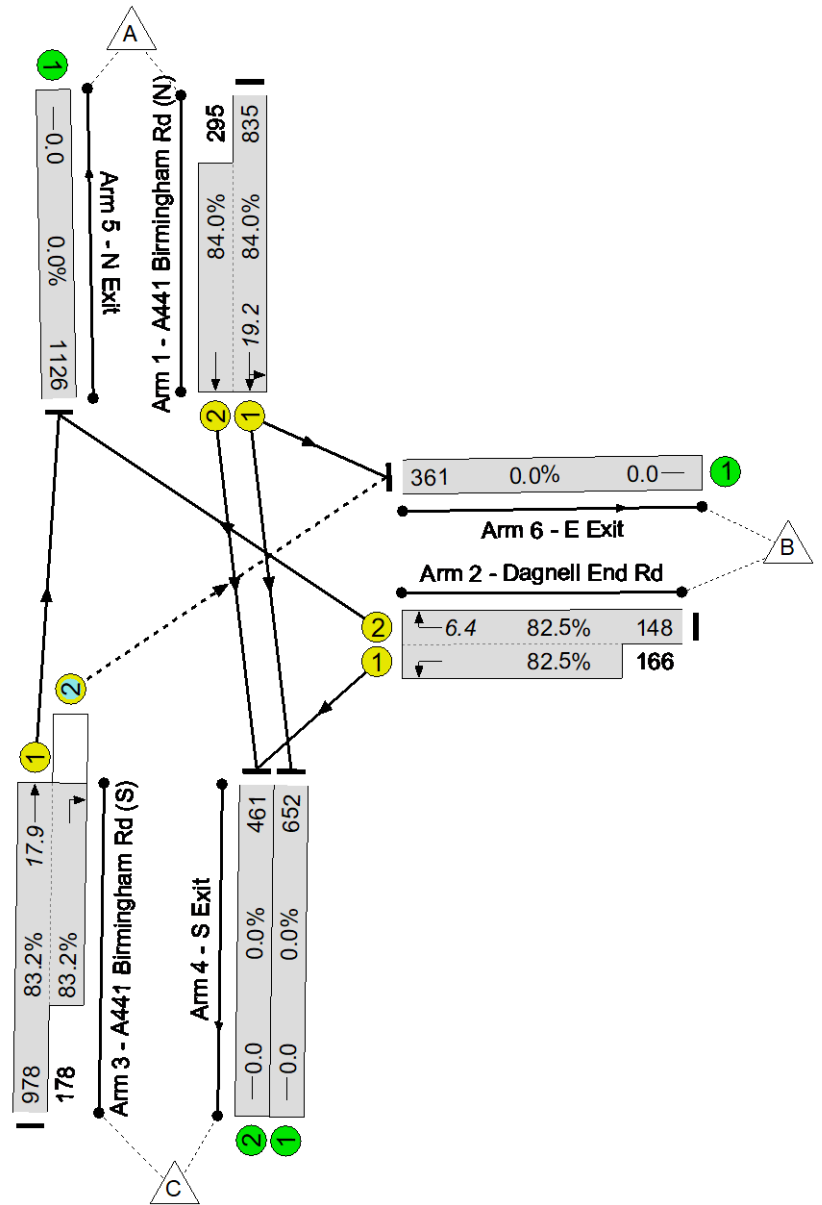 A
1
0.0
0.0%
1126
Arm 5 - N Exit
Arm 1 - A441 Birmingham Rd (N)
295
84.0%
2
835
84.0%
19.2
1
361 0.0% 0.0
1
Arm 6 - E Exit
B
Arm 2 - Dagnell End Rd
2
6.4 82.5% 148
1
82.5% 166
2
1
17.9
83.2%
978
83.2%
178
Arm 3 - A441 Birmingham Rd (S)
Arm 4 - S Exit
461
0.0%
0.0
2
652
0.0%
0.0
1
C